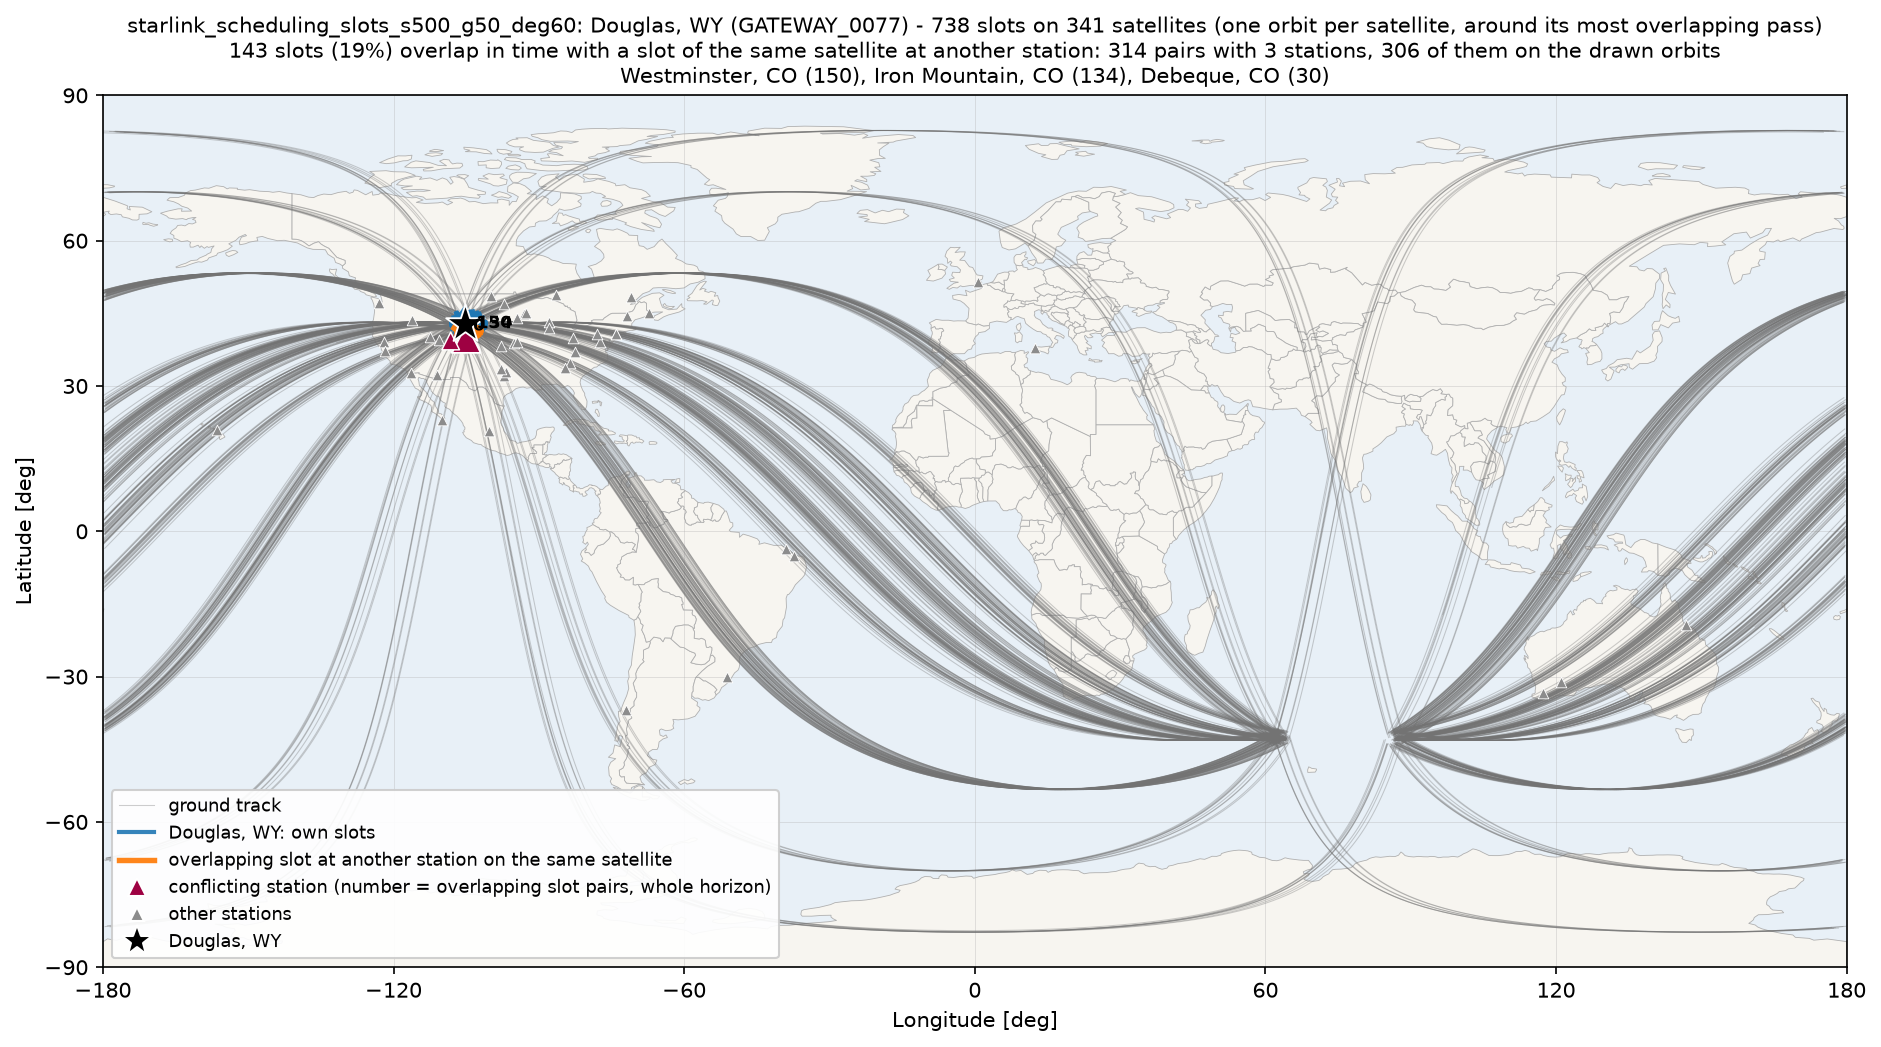 starlink_scheduling_slots_s500_g50_deg60: Douglas, WY (GATEWAY_0077) - 738 slots on 341 satellites (one orbit per satellite, around its most overlapping pass)
143 slots (19%) overlap in time with a slot of the same satellite at another station: 314 pairs with 3 stations, 306 of them on the drawn orbits
Westminster, CO (150), Iron Mountain, CO (134), Debeque, CO (30)
90
60
30
0
−30
−60
−90
Latitude [deg]
ground track
Douglas, WY: own slots
overlapping slot at another station on the same satellite
conflicting station (number = overlapping slot pairs, whole horizon)
other stations
Douglas, WY
−180
−120
−60
0
60
120
180
Longitude [deg]